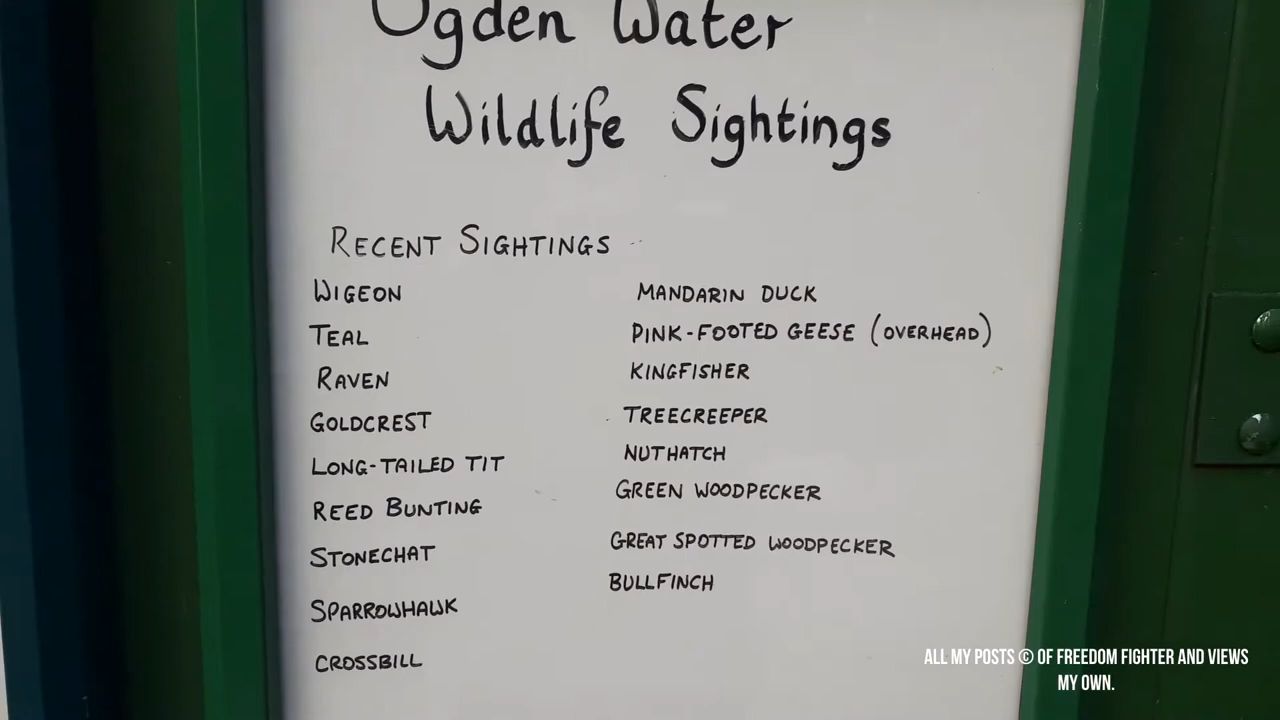 Ogden Water
Wildlife Sightings
RECENT SIGHTINGS
WIGEON
TEAL
RAVEN
GOLDCREST
LONG-TAILED TIT
REED BUNTING
STONECHAT
SPARROWHAWK
CROSSBILL
MANDARIN DUCK
PINK-FOOTED GEESE (OVERHEAD)
KINGFISHER
TREECREEPER
NUTHATCH
GREEN WOODPECKER
GREAT SPOTTED WOODPECKER
BULLFINCH
ALL MY POSTS © OF FREEDOM FIGHTER AND VIEWS
MY OWN.